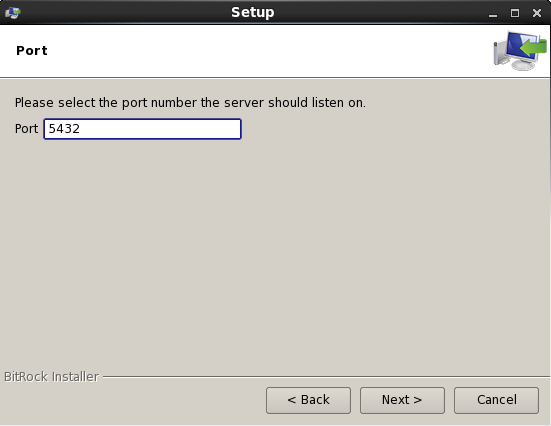 Setup
Port
Please select the port number the server should listen on.
Port 5432
BitRock Installer
< Back Next > Cancel